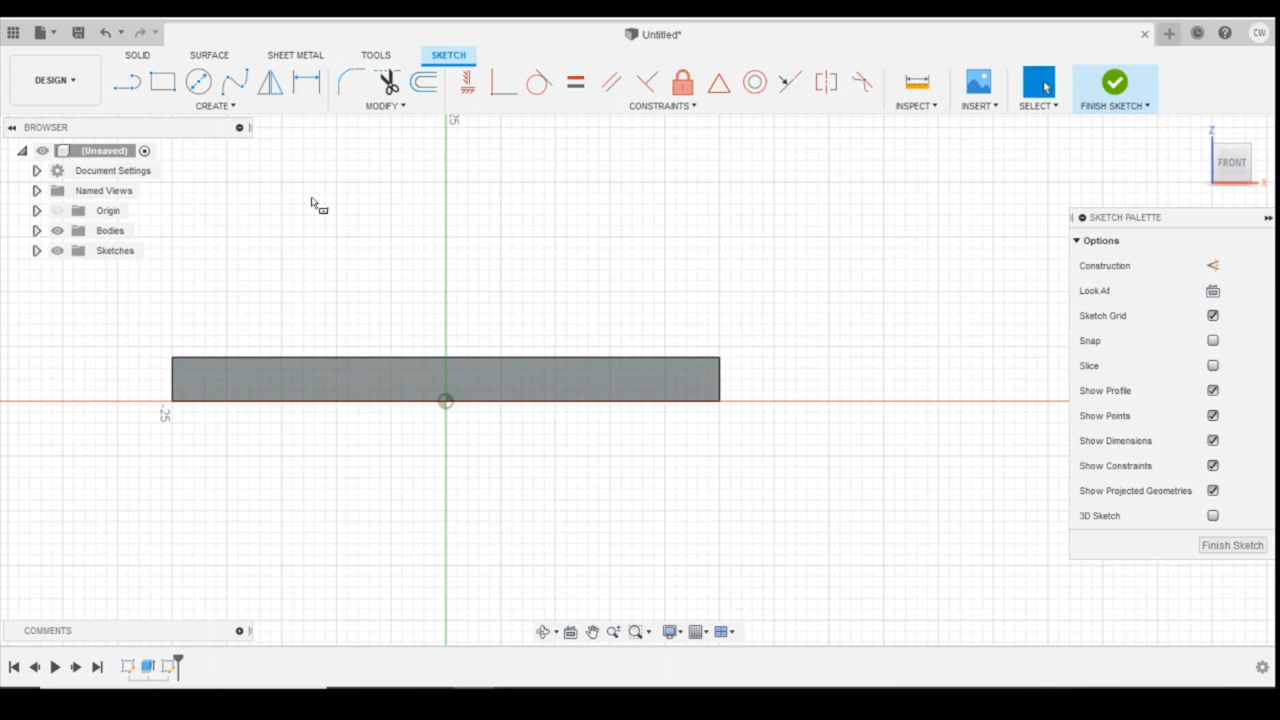 Untitled*
CW
DESIGN
SOLID
SURFACE
SHEET METAL
TOOLS
SKETCH
CREATE
MODIFY
CONSTRAINTS
INSPECT
INSERT
SELECT
FINISH SKETCH
BROWSER
(Unsaved)
Document Settings
Named Views
Origin
Bodies
Sketches
25
-25
Z
FRONT
X
SKETCH PALETTE
Options
Construction
Look At
Sketch Grid
Snap
Slice
Show Profile
Show Points
Show Dimensions
Show Constraints
Show Projected Geometries
3D Sketch
Finish Sketch
COMMENTS